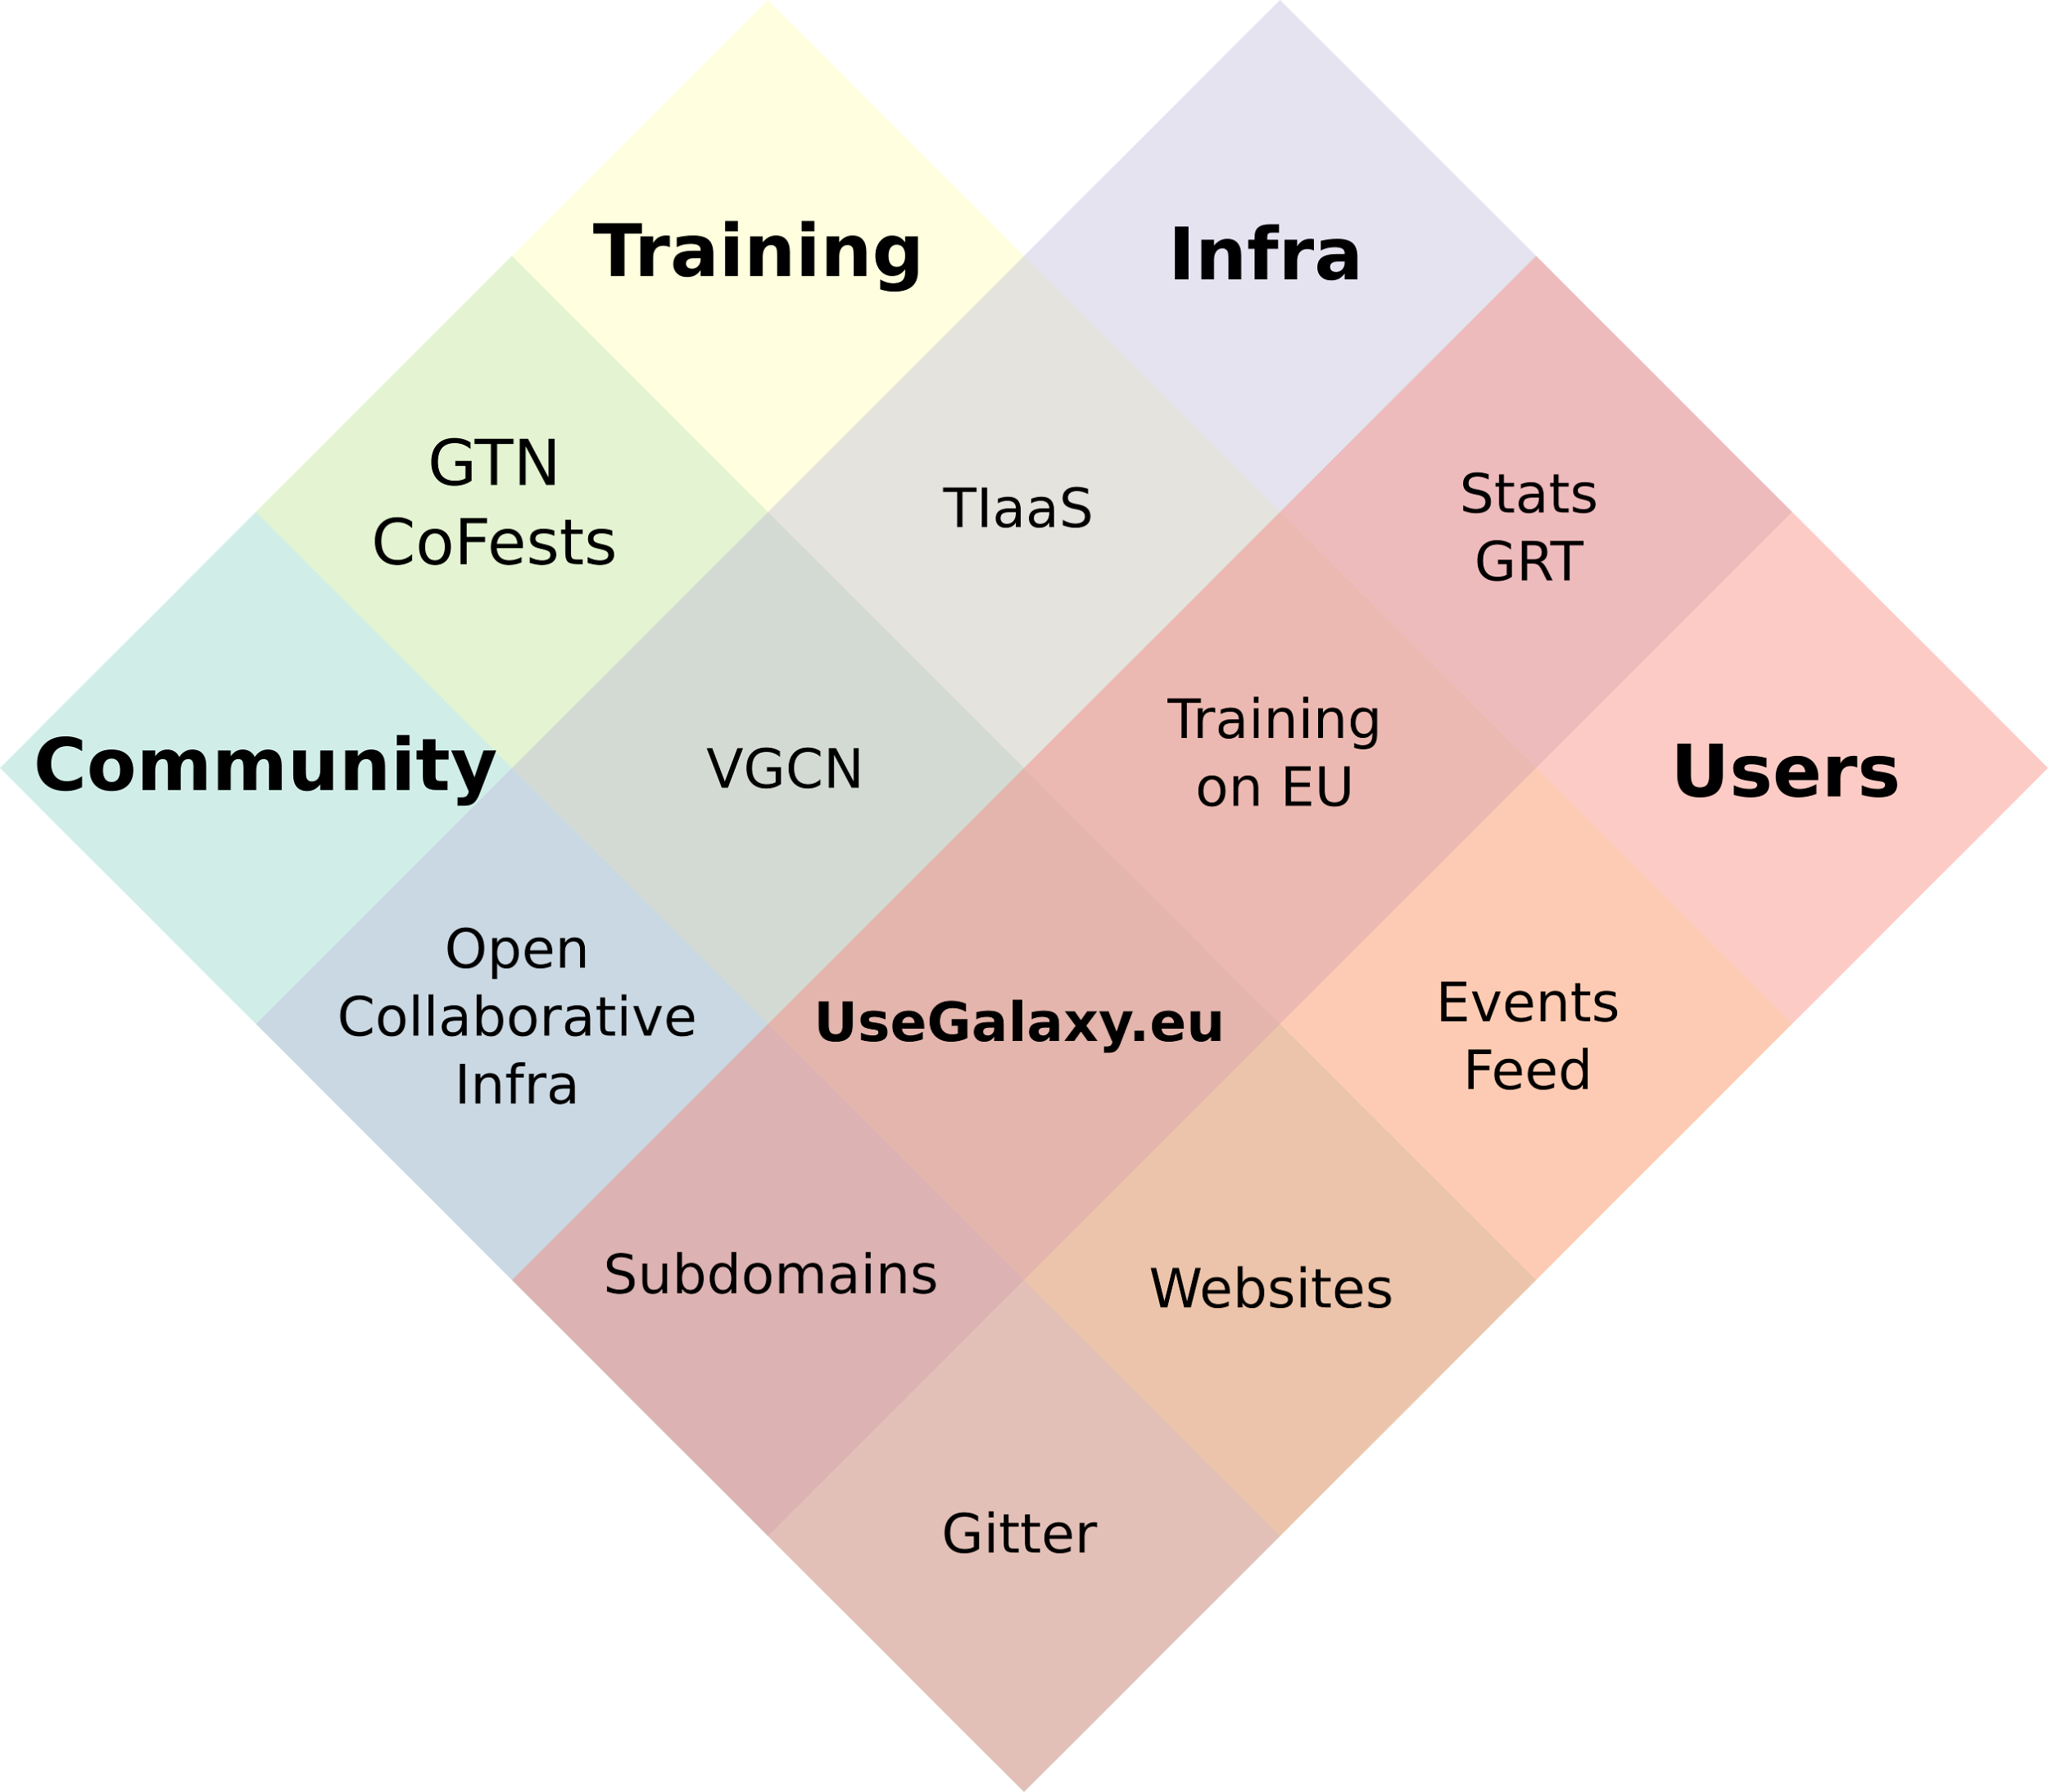 Training
Infra
GTN
CoFests
TIaaS
Stats
GRT
Community
VGCN
Training
on EU
Users
Open
Collaborative
Infra
UseGalaxy.eu
Events
Feed
Subdomains
Websites
Gitter